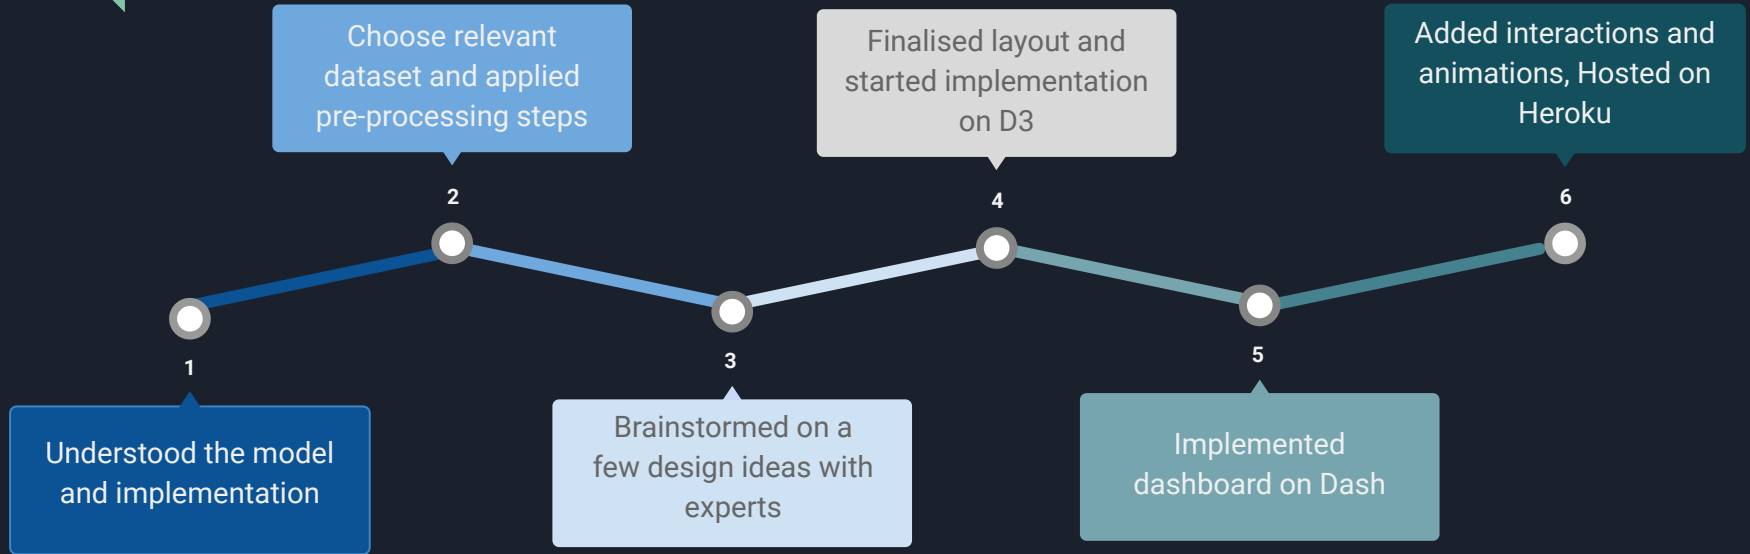 1
Understood the model
and implementation
2
Choose relevant
dataset and applied
pre-processing steps
3
Brainstormed on a
few design ideas with
experts
4
Finalised layout and
started implementation
on D3
5
Implemented
dashboard on Dash
6
Added interactions and
animations, Hosted on
Heroku